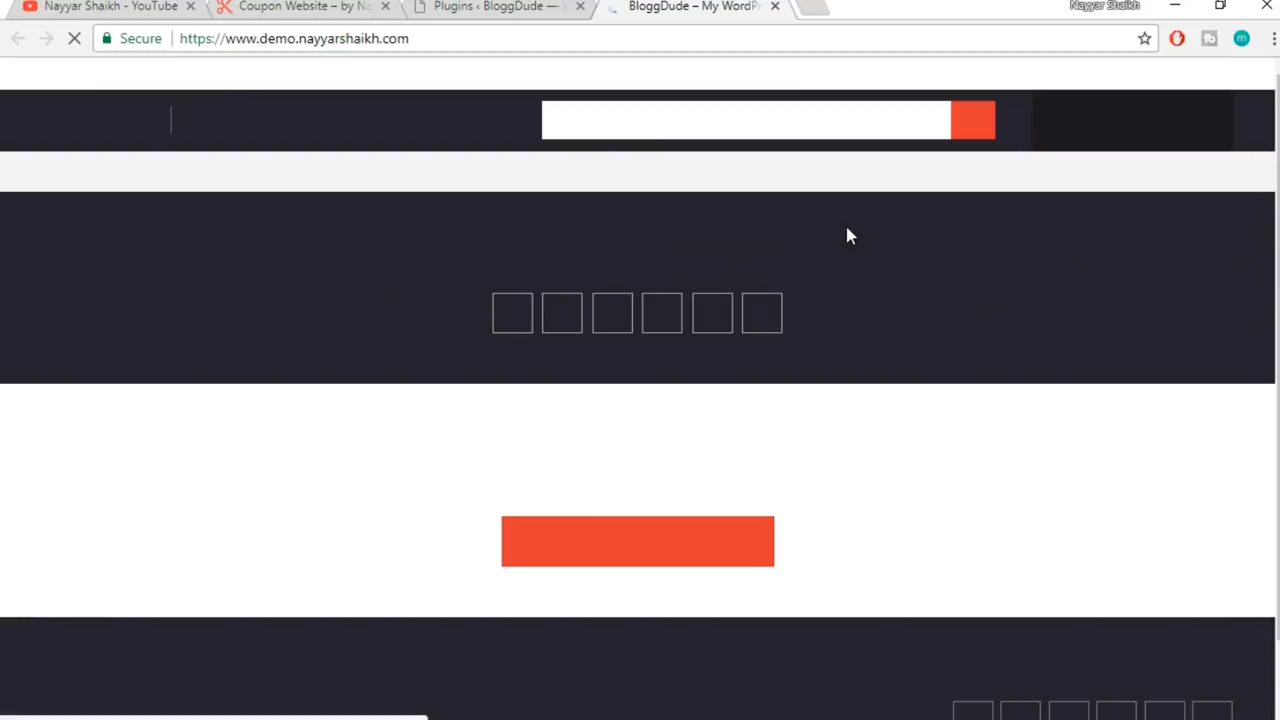 Nayyar Shaikh - YouTube
Coupon Website – by Na
Plugins ‹ BloggDude —
BloggDude – My WordPr
Nayyar Shaikh
Secure
https://www.demo.nayyarshaikh.com